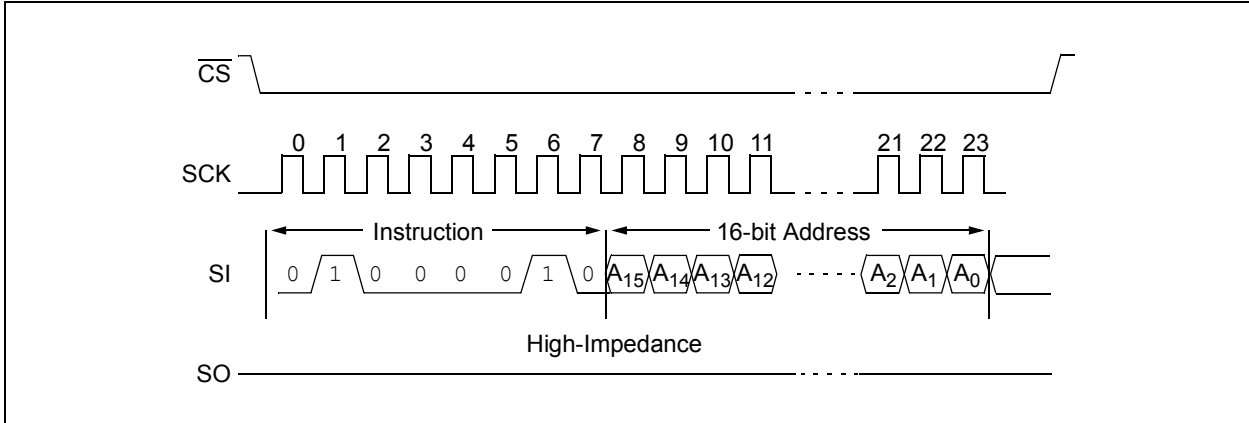 CS
0 1 2 3 4 5 6 7 8 9 10 11 21 22 23
SCK
Instruction 16-bit Address
SI 0 1 0 0 0 0 1 0 A15 A14 A13 A12 A2 A1 A0
High-Impedance
SO